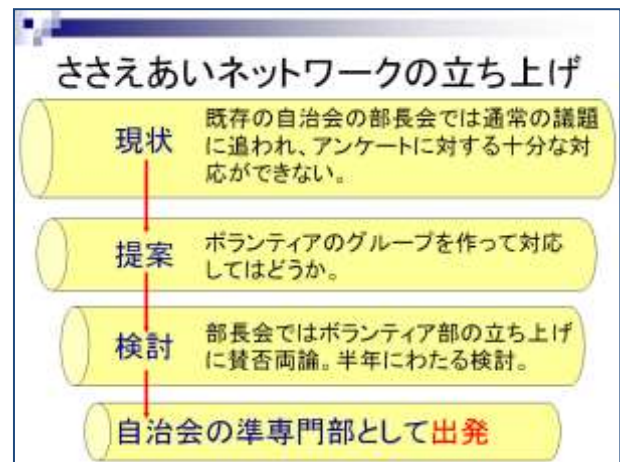 ささえあいネットワークの立ち上げ
現状
既存の自治会の部長会では通常の議題
に追われ、アンケートに対する十分な対
応ができない。
提案
ボランティアのグループを作って対応
してはどうか。
検討
部長会ではボランティア部の立ち上げ
に賛否両論。半年にわたる検討。
自治会の準専門部として出発